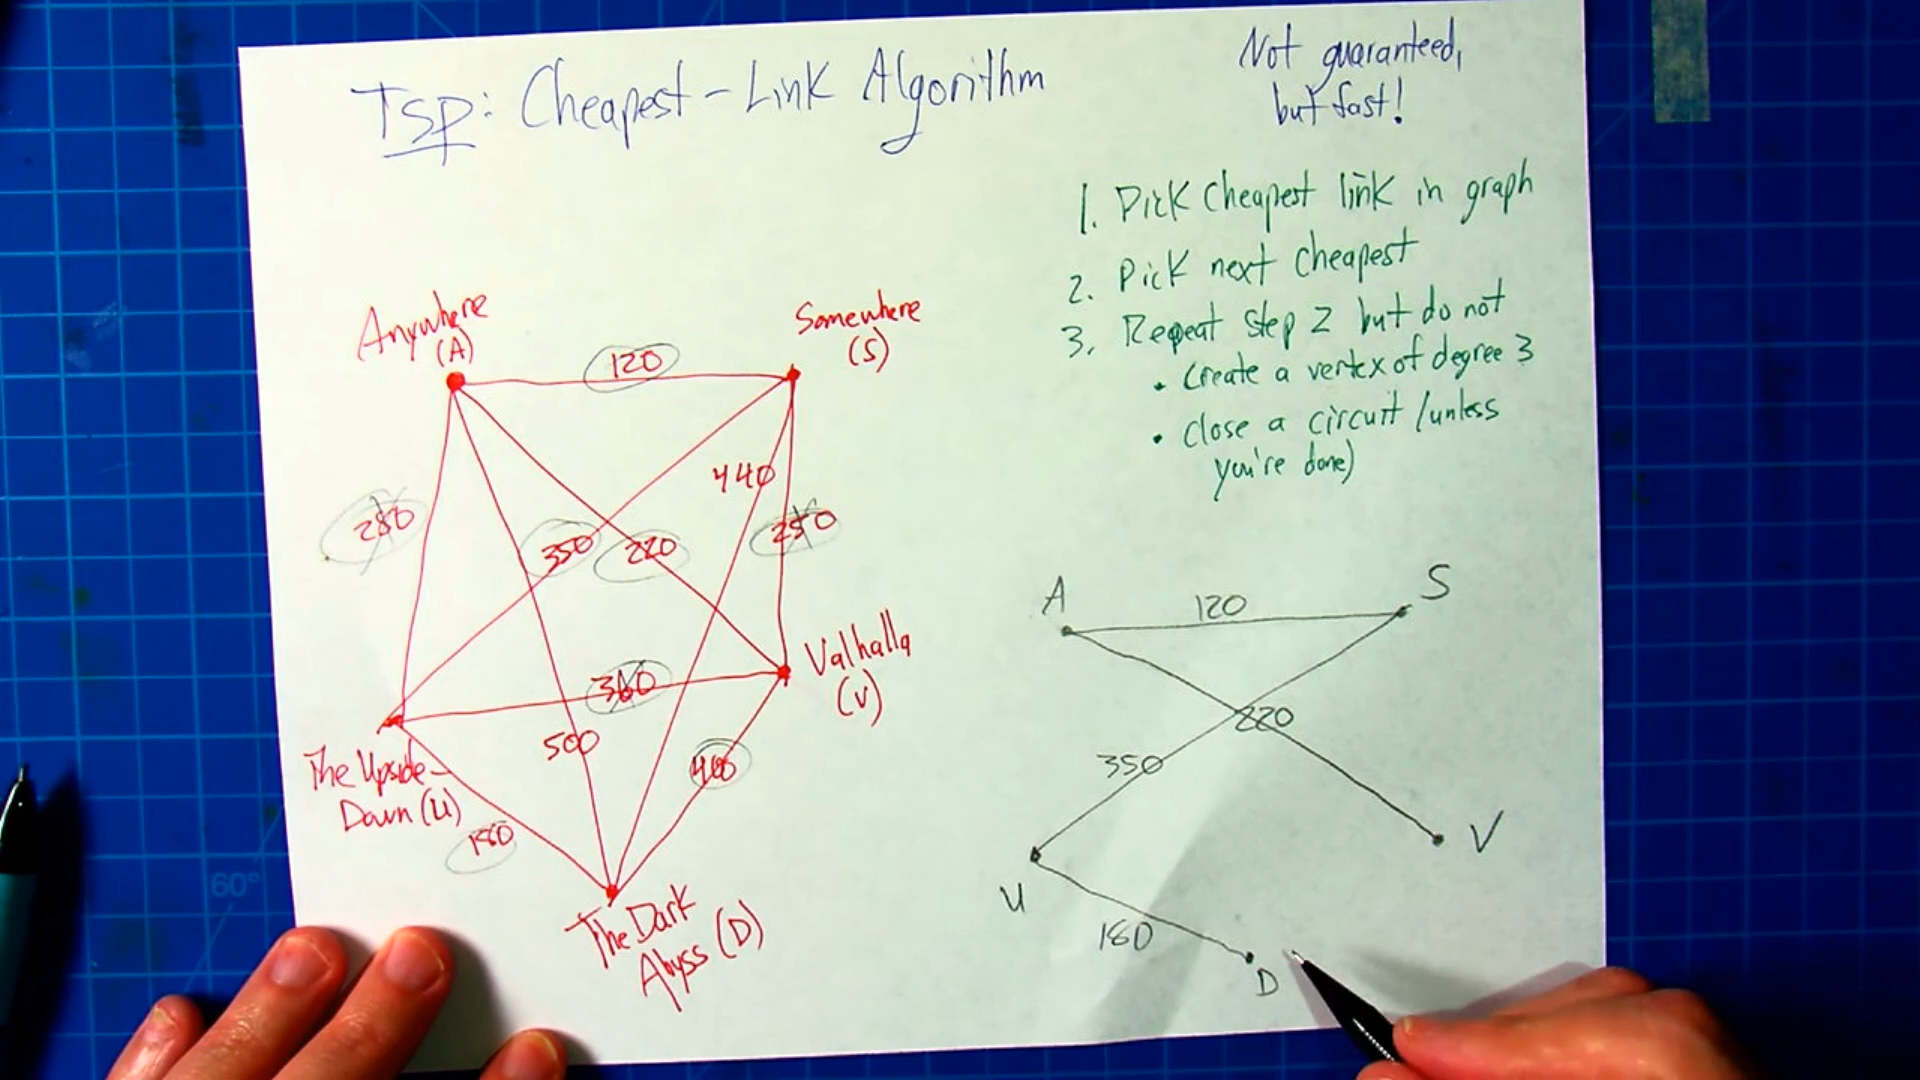 TSP: Cheapest-Link Algorithm
Not guaranteed,
but fast!
1. Pick cheapest link in graph
2. Pick next cheapest
3. Repeat step 2 but do not
• Create a vertex of degree 3
• close a circuit (unless
you're done)
Anywhere
(A)
Somewhere
(S)
120
440
280
350
220
250
Valhalla
(V)
360
500
400
The Upside-
Down (U)
180
The Dark
Abyss (D)
A
120
S
220
350
V
U
180
D
60°